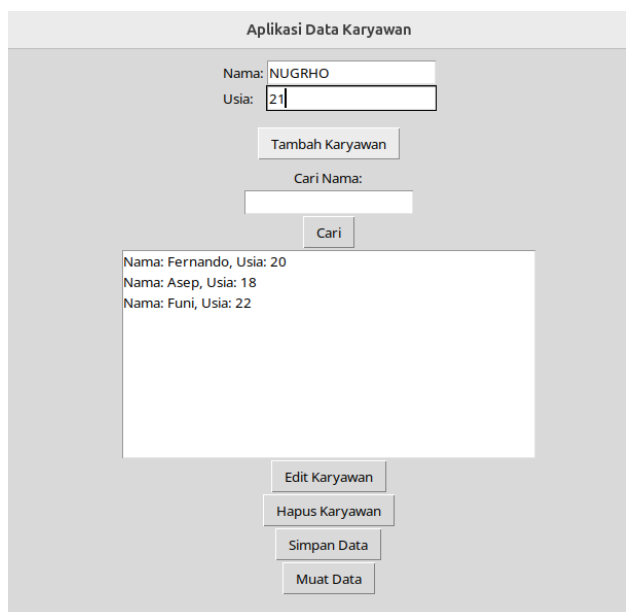 Aplikasi Data Karyawan
Nama: NUGRHO
Usia: 21
Tambah Karyawan
Cari Nama:
Cari
Nama: Fernando, Usia: 20
Nama: Asep, Usia: 18
Nama: Funi, Usia: 22
Edit Karyawan
Hapus Karyawan
Simpan Data
Muat Data